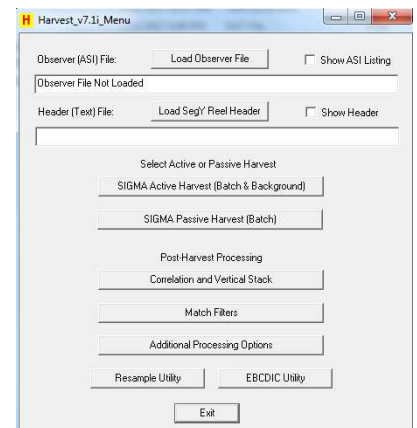 H Harvest_v7.1i_Menu
Observer (ASI) File: Load Observer File Show ASI Listing
Observer File Not Loaded
Header (Text) File: Load SegY Reel Header Show Header
Select Active or Passive Harvest
SIGMA Active Harvest (Batch & Background)
SIGMA Passive Harvest (Batch)
Post-Harvest Processing
Correlation and Vertical Stack
Match Filters
Additional Processing Options
Resample Utility EBCDIC Utility
Exit